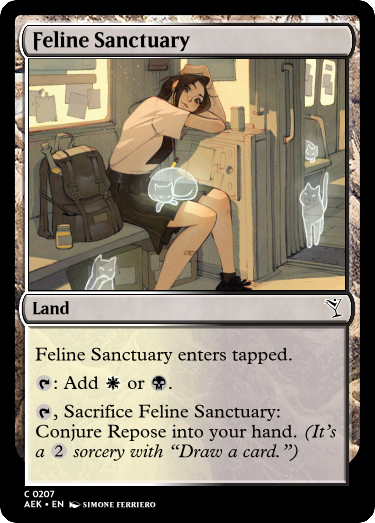 Feline Sanctuary
Land
Feline Sanctuary enters tapped.
: Add or .
, Sacrifice Feline Sanctuary:
Conjure Repose into your hand. (It's
a 2 sorcery with “Draw a card.”)
C 0207
AEK • EN SIMONE FERRIERO